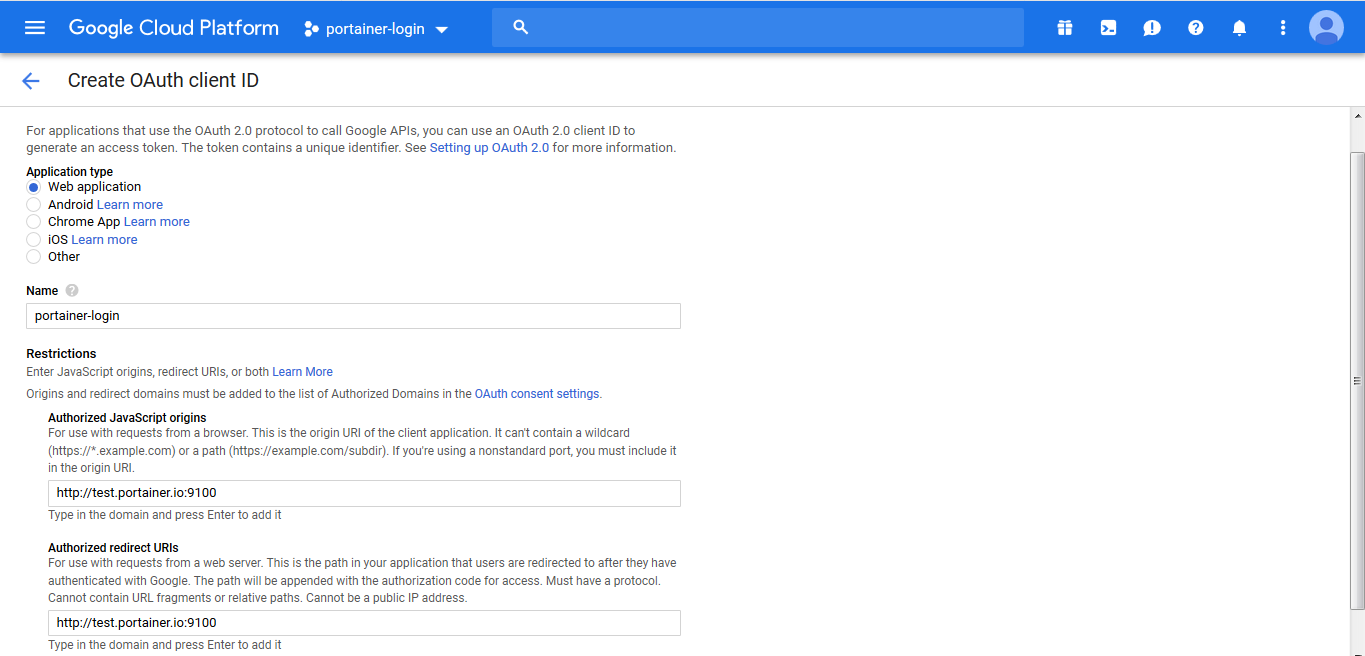 Google Cloud Platform
portainer-login
Create OAuth client ID
For applications that use the OAuth 2.0 protocol to call Google APIs, you can use an OAuth 2.0 client ID to
generate an access token. The token contains a unique identifier. See Setting up OAuth 2.0 for more information.
Application type
Web application
Android Learn more
Chrome App Learn more
iOS Learn more
Other
Name
portainer-login
Restrictions
Enter JavaScript origins, redirect URIs, or both Learn More
Origins and redirect domains must be added to the list of Authorized Domains in the OAuth consent settings.
Authorized JavaScript origins
For use with requests from a browser. This is the origin URI of the client application. It can't contain a wildcard
(https://*.example.com) or a path (https://example.com/subdir). If you're using a nonstandard port, you must include it
in the origin URI.
http://test.portainer.io:9100
Type in the domain and press Enter to add it
Authorized redirect URIs
For use with requests from a web server. This is the path in your application that users are redirected to after they have
authenticated with Google. The path will be appended with the authorization code for access. Must have a protocol.
Cannot contain URL fragments or relative paths. Cannot be a public IP address.
http://test.portainer.io:9100
Type in the domain and press Enter to add it